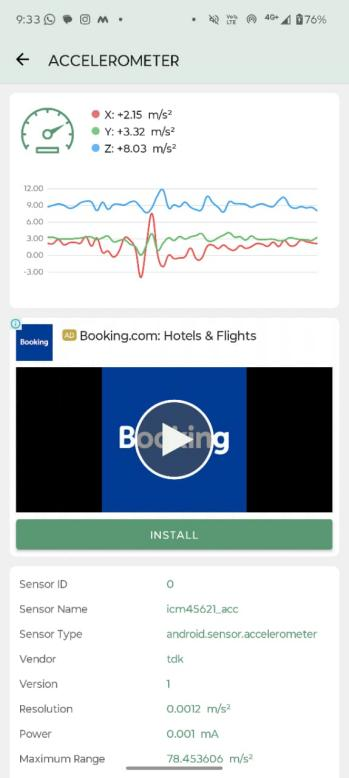 9:33 Vo)) LTE 4G+ 76%
ACCELEROMETER
X: +2.15 m/s²
Y: +3.32 m/s²
Z: +8.03 m/s²
12.00
9.00
6.00
3.00
0.00
-3.00
Booking
AD Booking.com: Hotels & Flights
Booking
INSTALL
Sensor ID 0
Sensor Name icm45621_acc
Sensor Type android.sensor.accelerometer
Vendor tdk
Version 1
Resolution 0.0012 m/s²
Power 0.001 mA
Maximum Range 78.453606 m/s²